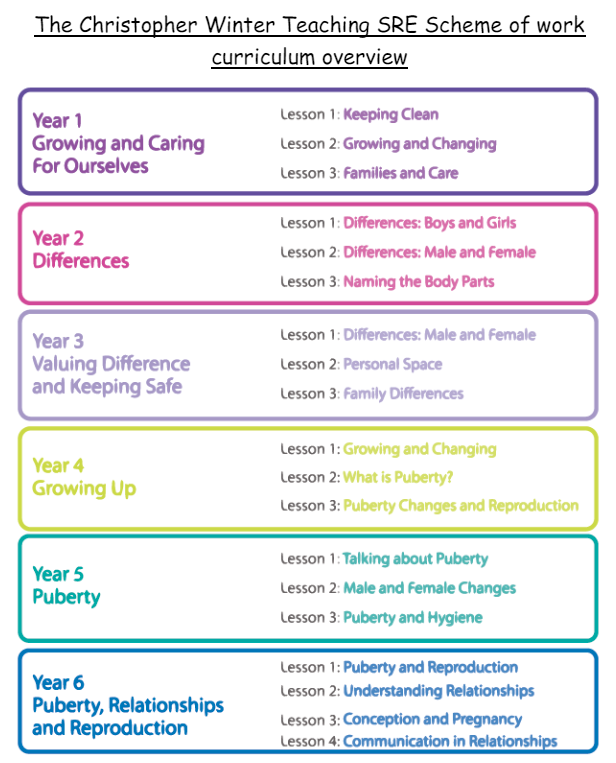 The Christopher Winter Teaching SRE Scheme of work
curriculum overview
Year 1
Growing and Caring
For Ourselves
Lesson 1: Keeping Clean
Lesson 2: Growing and Changing
Lesson 3: Families and Care
Year 2
Differences
Lesson 1: Differences: Boys and Girls
Lesson 2: Differences: Male and Female
Lesson 3: Naming the Body Parts
Year 3
Valuing Difference
and Keeping Safe
Lesson 1: Differences: Male and Female
Lesson 2: Personal Space
Lesson 3: Family Differences
Year 4
Growing Up
Lesson 1: Growing and Changing
Lesson 2: What is Puberty?
Lesson 3: Puberty Changes and Reproduction
Year 5
Puberty
Lesson 1: Talking about Puberty
Lesson 2: Male and Female Changes
Lesson 3: Puberty and Hygiene
Year 6
Puberty, Relationships
and Reproduction
Lesson 1: Puberty and Reproduction
Lesson 2: Understanding Relationships
Lesson 3: Conception and Pregnancy
Lesson 4: Communication in Relationships